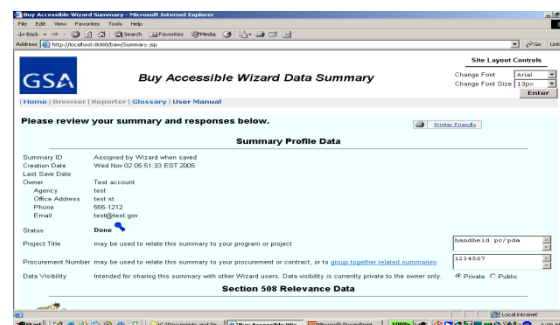 Buy Accessible Wizard Summary - Microsoft Internet Explorer
File Edit View Favorites Tools Help
Back Search Favorites Media
Address http://localhost:8080/baw/Summary.jsp Go Links
GSA
Buy Accessible Wizard Data Summary
Site Layout Controls
Change Font Arial
Change Font Size 13px
Enter
Home | Browser | Reporter | Glossary | User Manual
Please review your summary and responses below.
Printer Friendly
Summary Profile Data
Summary ID Assigned by Wizard when saved
Creation Date Wed Nov 02 05:51:33 EST 2005
Last Save Date
Owner Test account
Agency test
Office Address test st.
Phone 555-1212
Email test@test.gov
Status Done
Project Title may be used to relate this summary to your program or project handheld pc/pda
Procurement Number may be used to relate this summary to your procurement or contract, or to group together related summaries 1234567
Data Visibility Intended for sharing this summary with other Wizard users. Data visibility is currently private to the owner only. Private Public
Section 508 Relevance Data
Local intranet